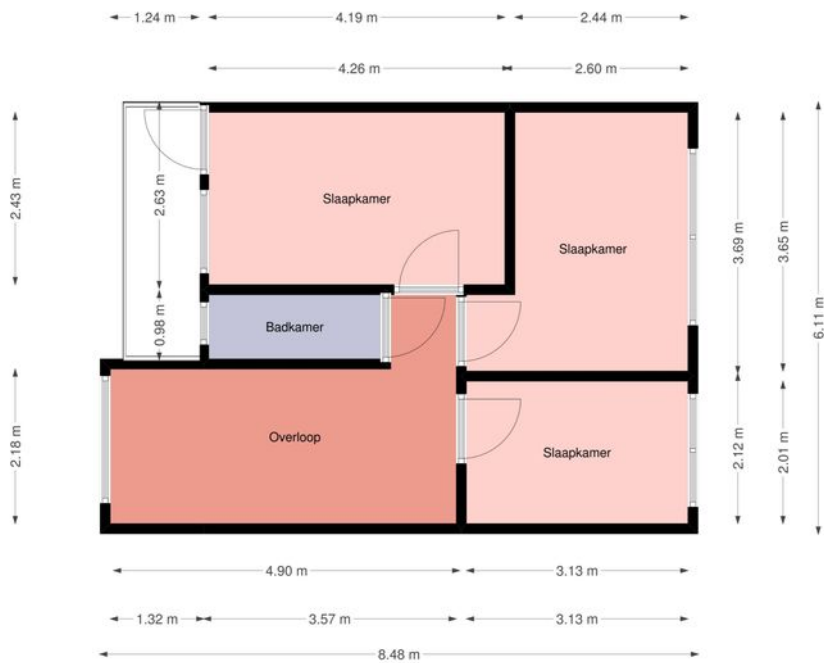 1.24 m
4.19 m
2.44 m
4.26 m
2.60 m
2.43 m
2.63 m
Slaapkamer
Slaapkamer
3.69 m
3.65 m
6.11 m
0.98 m
Badkamer
2.18 m
Overloop
Slaapkamer
2.12 m
2.01 m
4.90 m
3.13 m
1.32 m
3.57 m
3.13 m
8.48 m